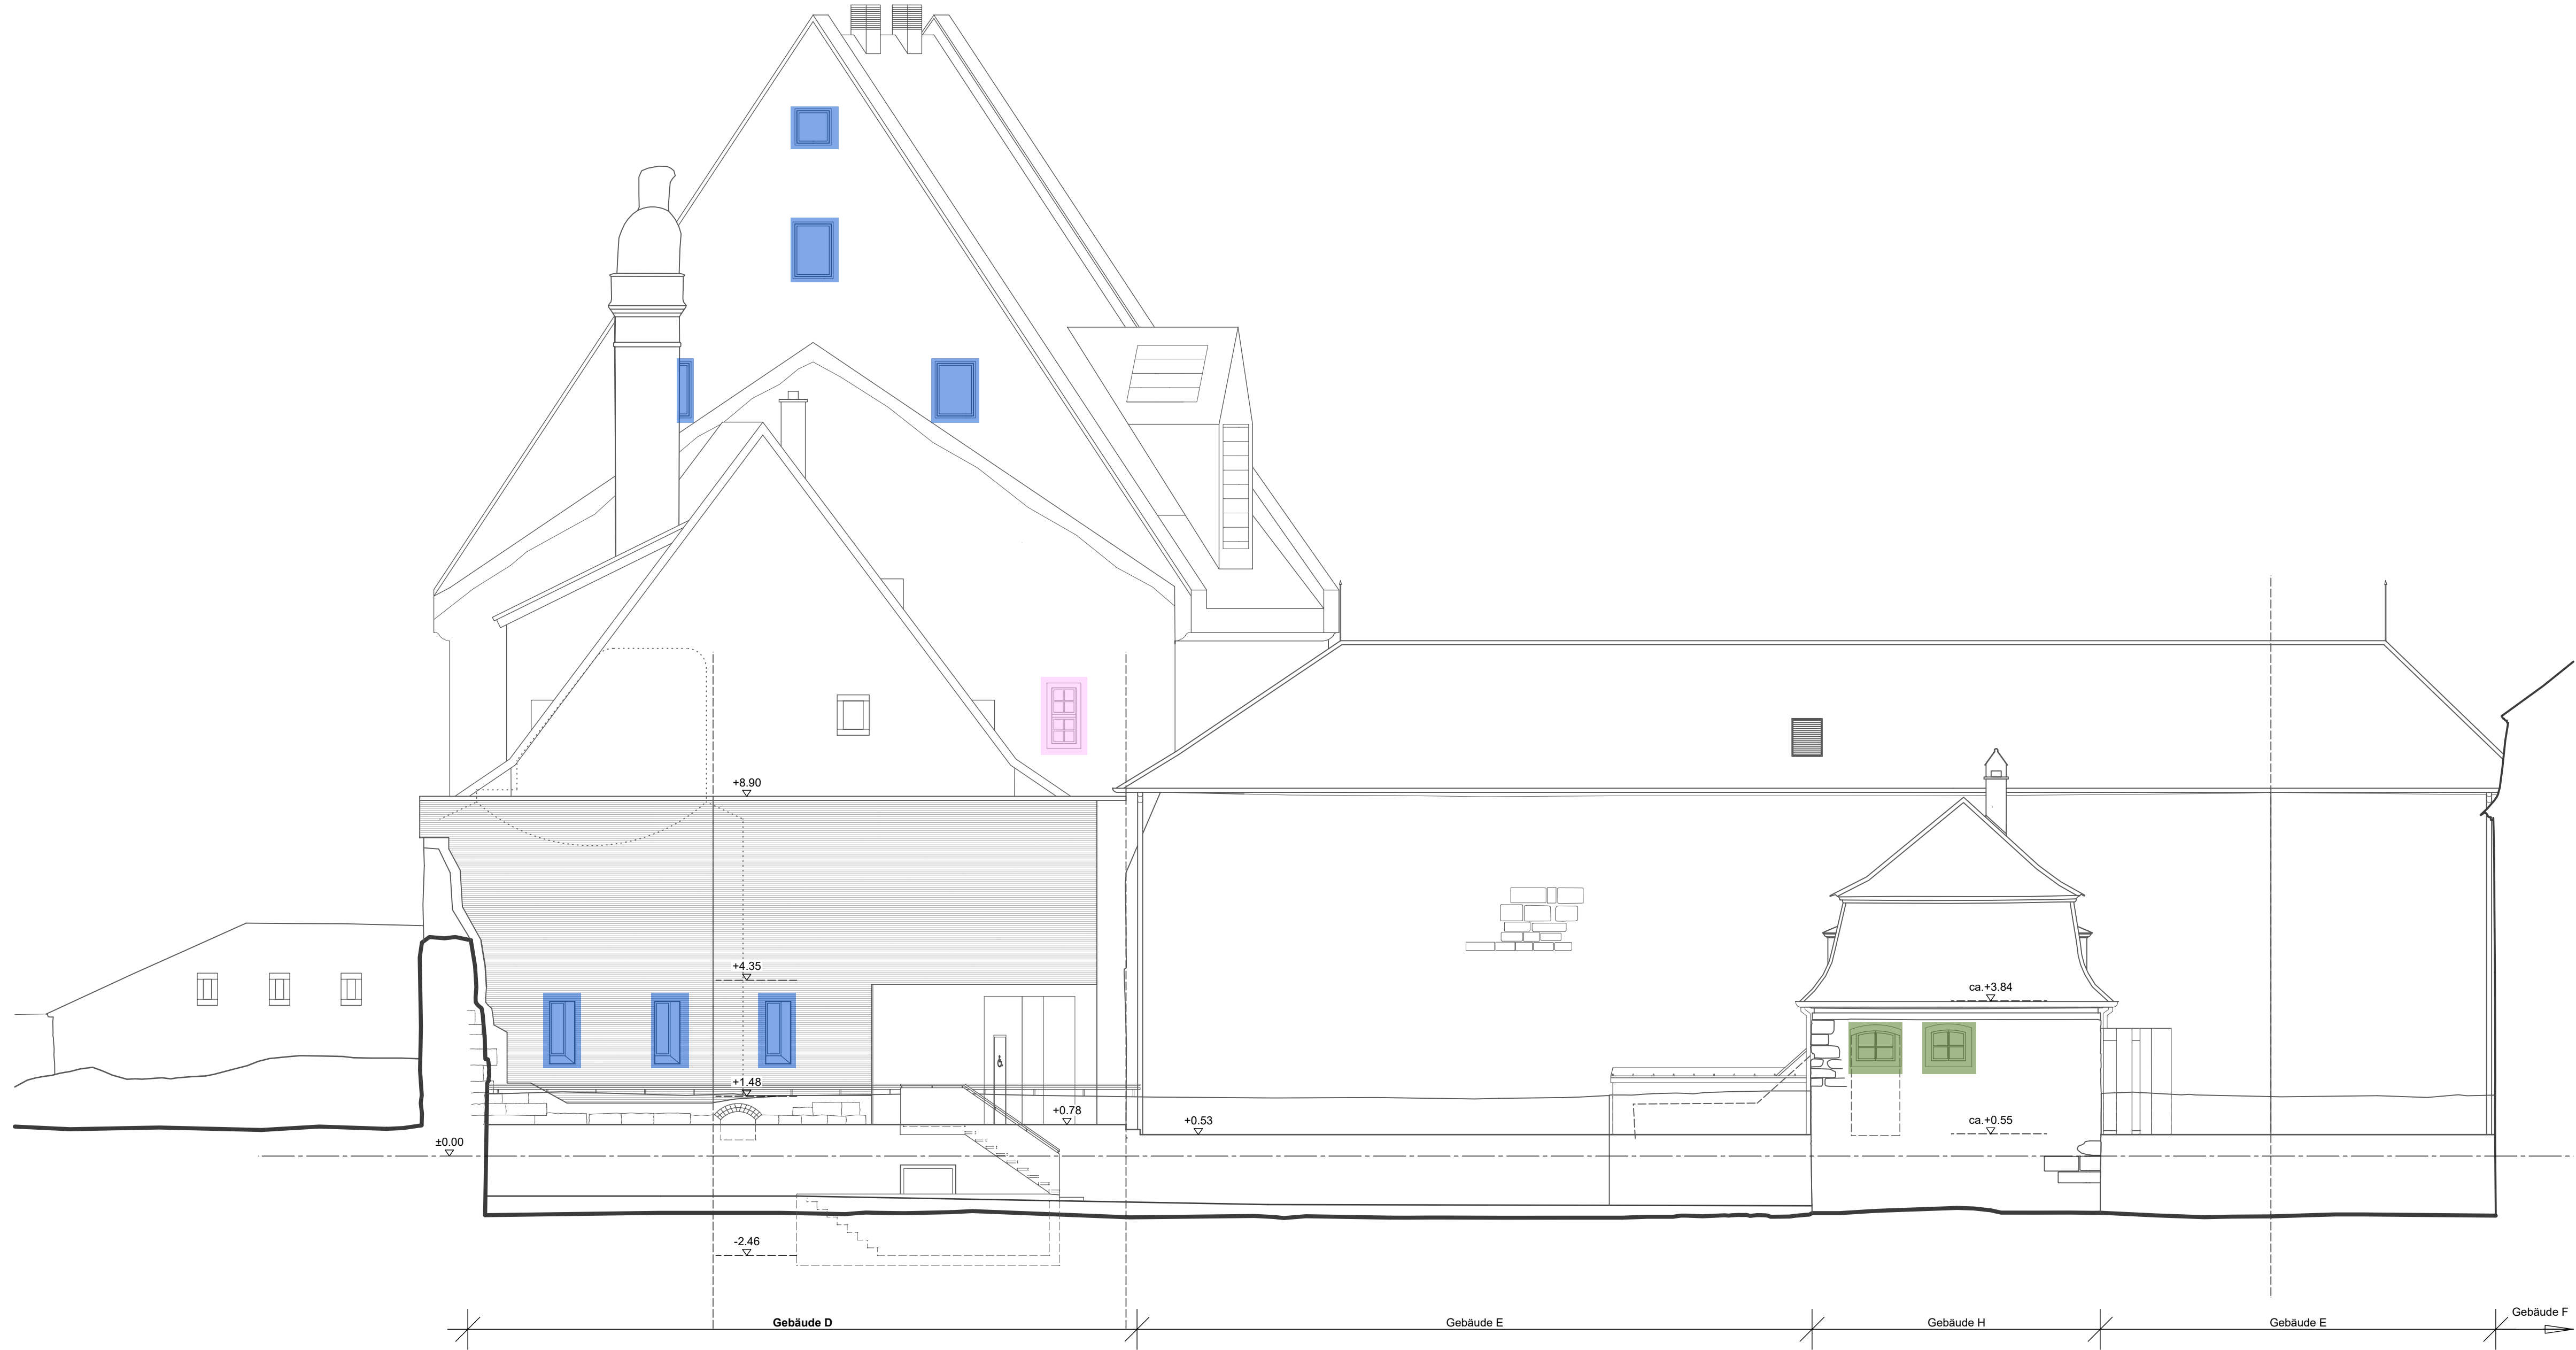 +8.90
+4.35
ca.+3.84
+1.48
+0.78
+0.53
ca.+0.55
±0.00
-2.46
Gebäude D
Gebäude E
Gebäude H
Gebäude E
Gebäude F